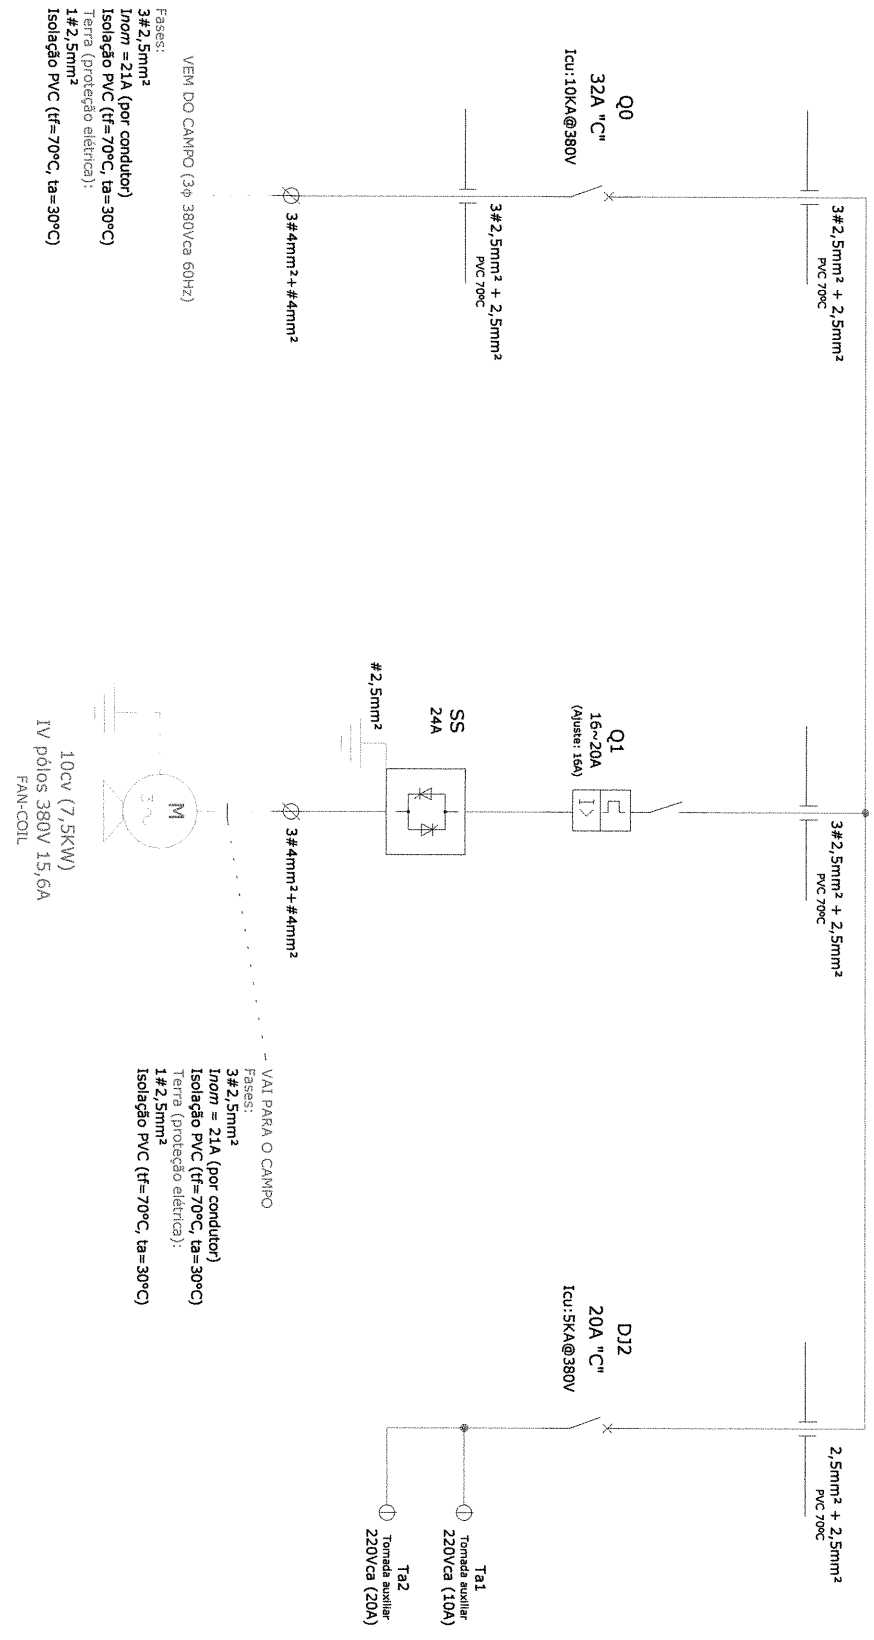 VEM DO CAMPO (3ϕ 380Vca 60Hz)
Fases:
3#2,5mm²
Inom =21A (por condutor)
Isolação PVC (tf=70ºC, ta=30ºC)
Terra (proteção elétrica):
1#2,5mm²
Isolação PVC (tf=70ºC, ta=30ºC)
3#4mm²+#4mm²
3#2,5mm² + 2,5mm²
PVC 70ºC
Q0
32A "C"
Icu:10KA@380V
3#2,5mm² + 2,5mm²
PVC 70ºC
3#2,5mm² + 2,5mm²
PVC 70ºC
Q1
16~20A
(Ajuste: 16A)
I>
SS
24A
#2,5mm²
3#4mm²+#4mm²
M
3~
10cv (7,5KW)
IV pólos 380V 15,6A
FAN-COIL
VAI PARA O CAMPO
Fases:
3#2,5mm²
Inom = 21A (por condutor)
Isolação PVC (tf=70ºC, ta=30ºC)
Terra (proteção elétrica):
1#2,5mm²
Isolação PVC (tf=70ºC, ta=30ºC)
2,5mm² + 2,5mm²
PVC 70ºC
DJ2
20A "C"
Icu:5KA@380V
Ta1
Tomada auxiliar
220Vca (10A)
Ta2
Tomada auxiliar
220Vca (20A)